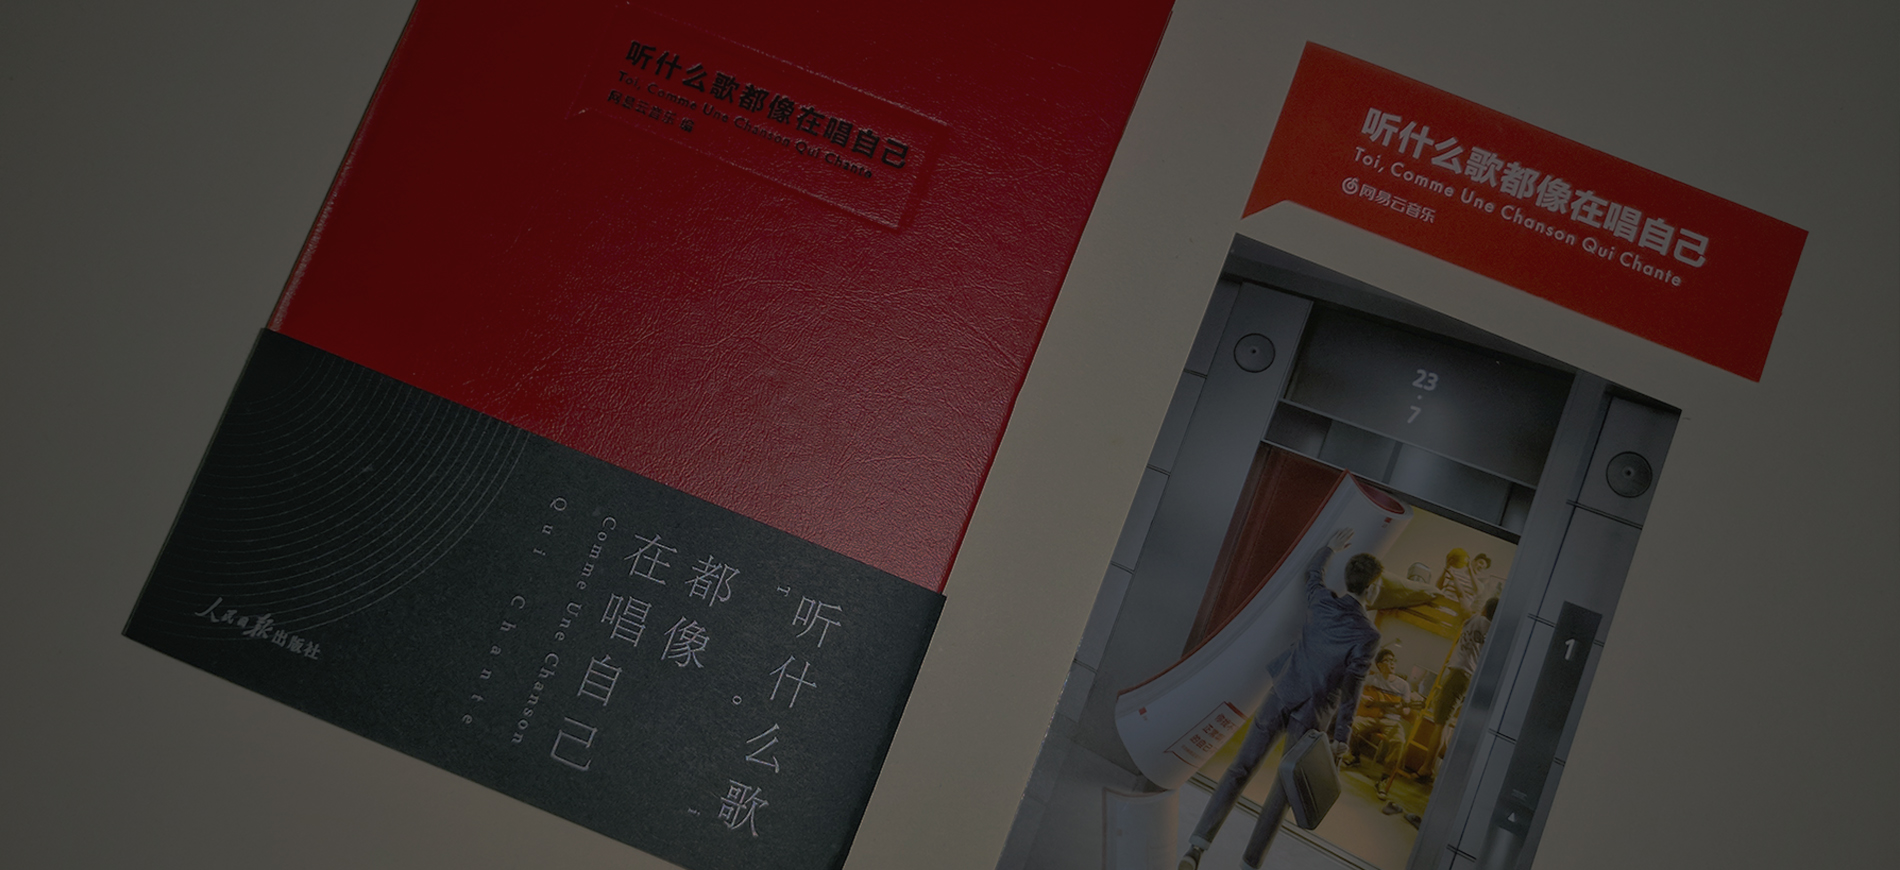 听什么歌都像在唱自己
Toi, Comme Une Chanson Qui Chante
网易云音乐 编
听什么歌
都像
在唱自己
Comme Une Chanson
Qui Chante
人民日报出版社
听什么歌都像在唱自己
Toi, Comme Une Chanson Qui Chante
网易云音乐
23
7
1